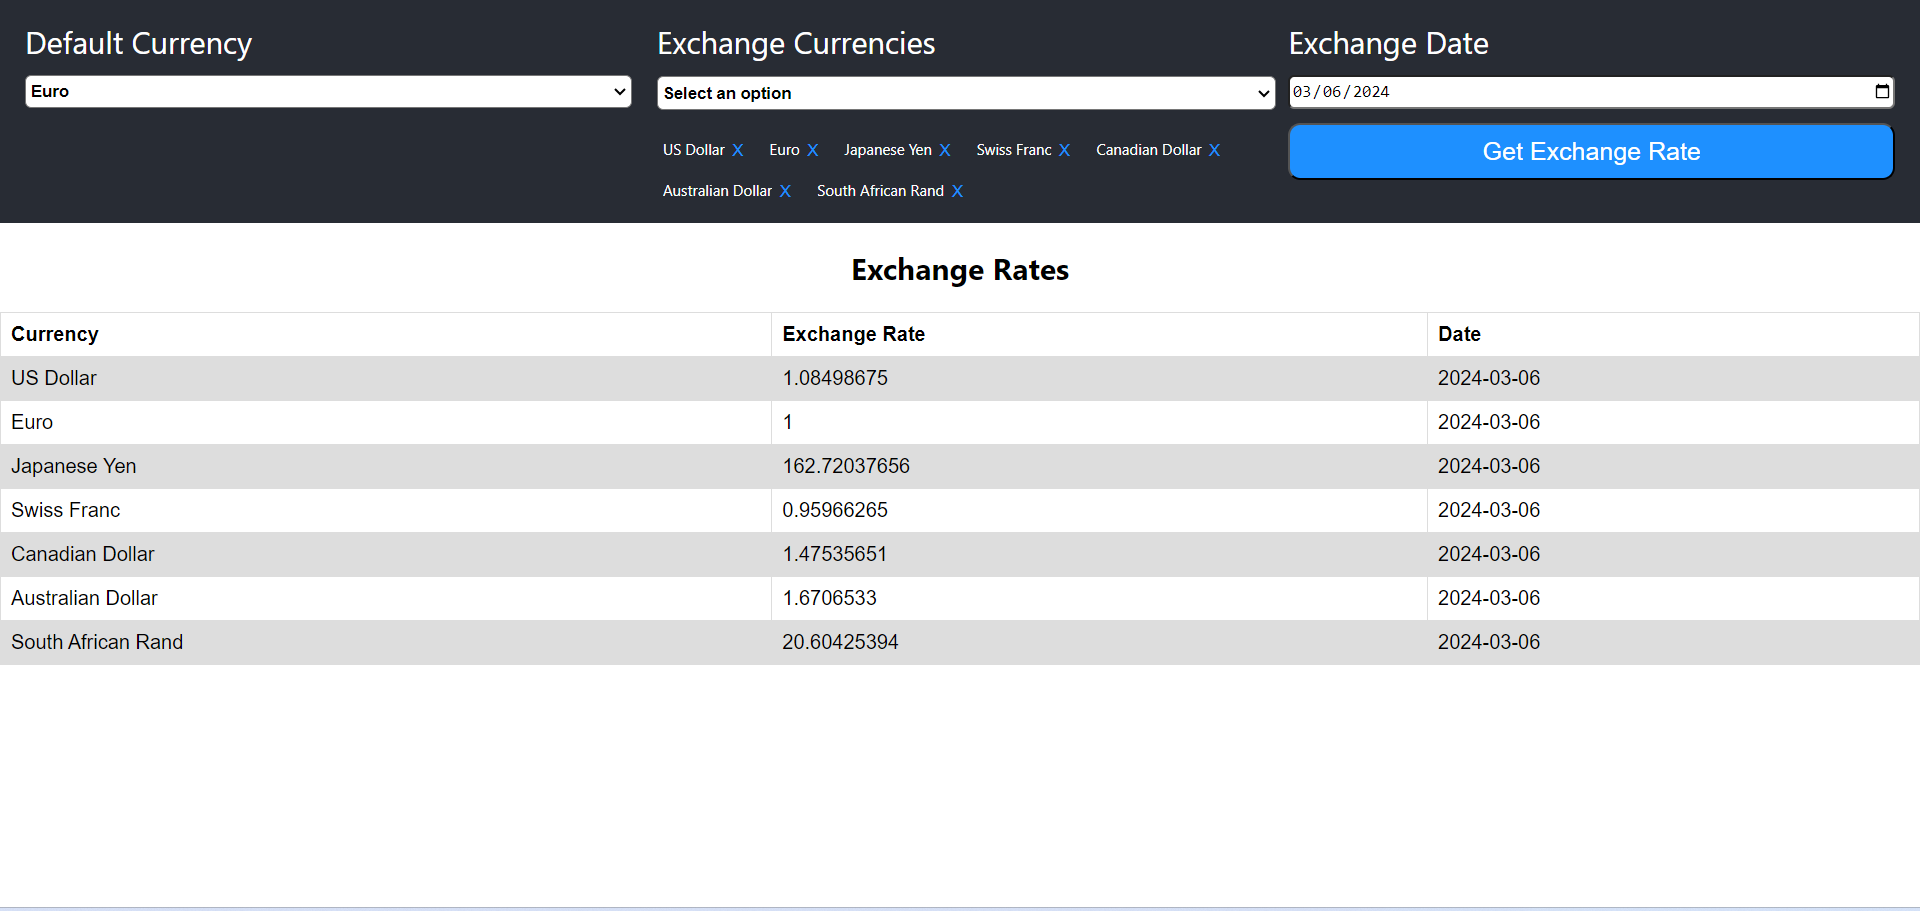 Default Currency
Exchange Currencies
Exchange Date
Euro
Select an option
03/06/2024
US Dollar X Euro X Japanese Yen X Swiss Franc X Canadian Dollar X
Australian Dollar X South African Rand X
Get Exchange Rate
Exchange Rates
Currency Exchange Rate Date
US Dollar 1.08498675 2024-03-06
Euro 1 2024-03-06
Japanese Yen 162.72037656 2024-03-06
Swiss Franc 0.95966265 2024-03-06
Canadian Dollar 1.47535651 2024-03-06
Australian Dollar 1.6706533 2024-03-06
South African Rand 20.60425394 2024-03-06